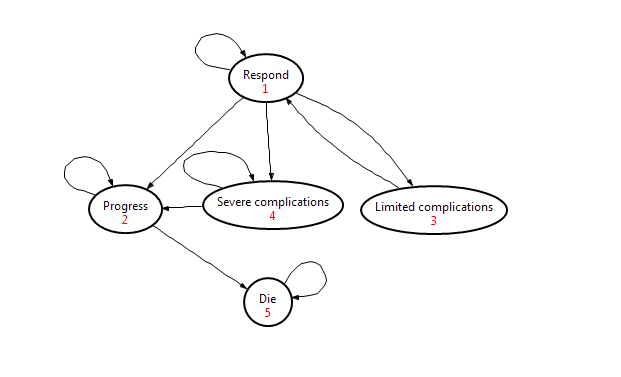 Respond
1
Progress
2
Severe complications
4
Limited complications
3
Die
5